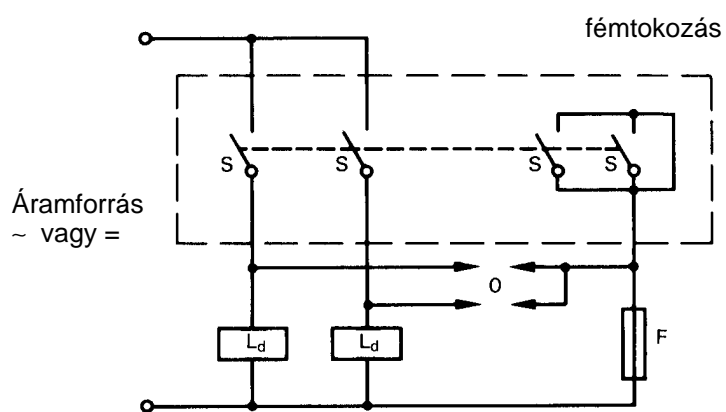 fémtokozás
S S S S
Áramforrás
~ vagy =
0
L_d L_d F